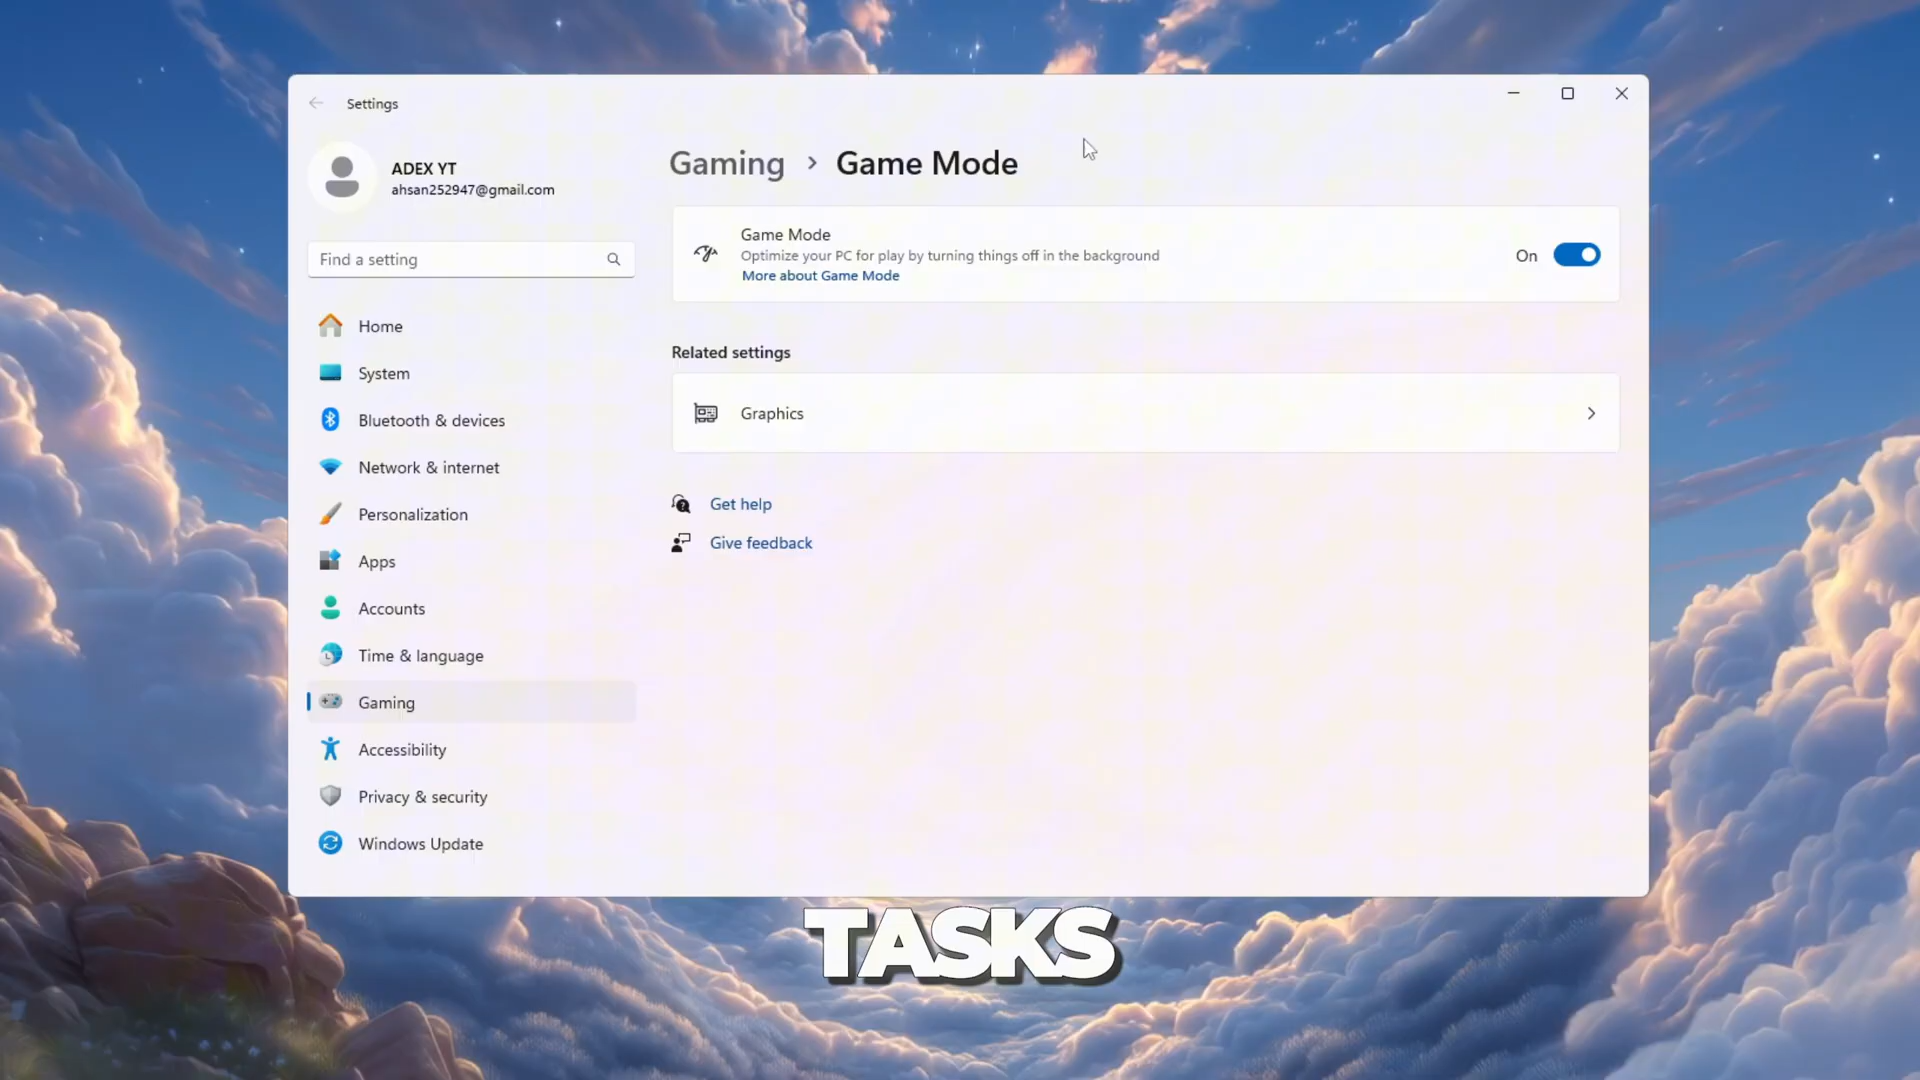 Settings
ADEX YT
ahsan252947@gmail.com
Find a setting
Home
System
Bluetooth & devices
Network & internet
Personalization
Apps
Accounts
Time & language
Gaming
Accessibility
Privacy & security
Windows Update
Gaming > Game Mode
Game Mode
Optimize your PC for play by turning things off in the background
More about Game Mode
On
Related settings
Graphics
Get help
Give feedback
TASKS